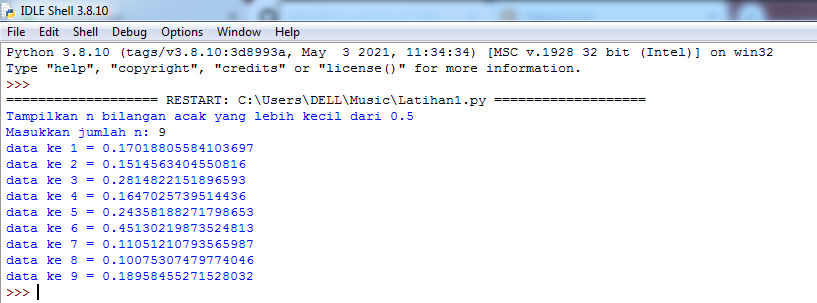 IDLE Shell 3.8.10
File Edit Shell Debug Options Window Help
Python 3.8.10 (tags/v3.8.10:3d8993a, May  3 2021, 11:34:34) [MSC v.1928 32 bit (Intel)] on win32
Type "help", "copyright", "credits" or "license()" for more information.
>>>
=================== RESTART: C:\Users\DELL\Music\Latihan1.py ===================
Tampilkan n bilangan acak yang lebih kecil dari 0.5
Masukkan jumlah n: 9
data ke 1 = 0.17018805584103697
data ke 2 = 0.1514563404550816
data ke 3 = 0.2814822151896593
data ke 4 = 0.1647025739514436
data ke 5 = 0.24358188271798653
data ke 6 = 0.45130219873524813
data ke 7 = 0.11051210793565987
data ke 8 = 0.10075307479774046
data ke 9 = 0.18958455271528032
>>>